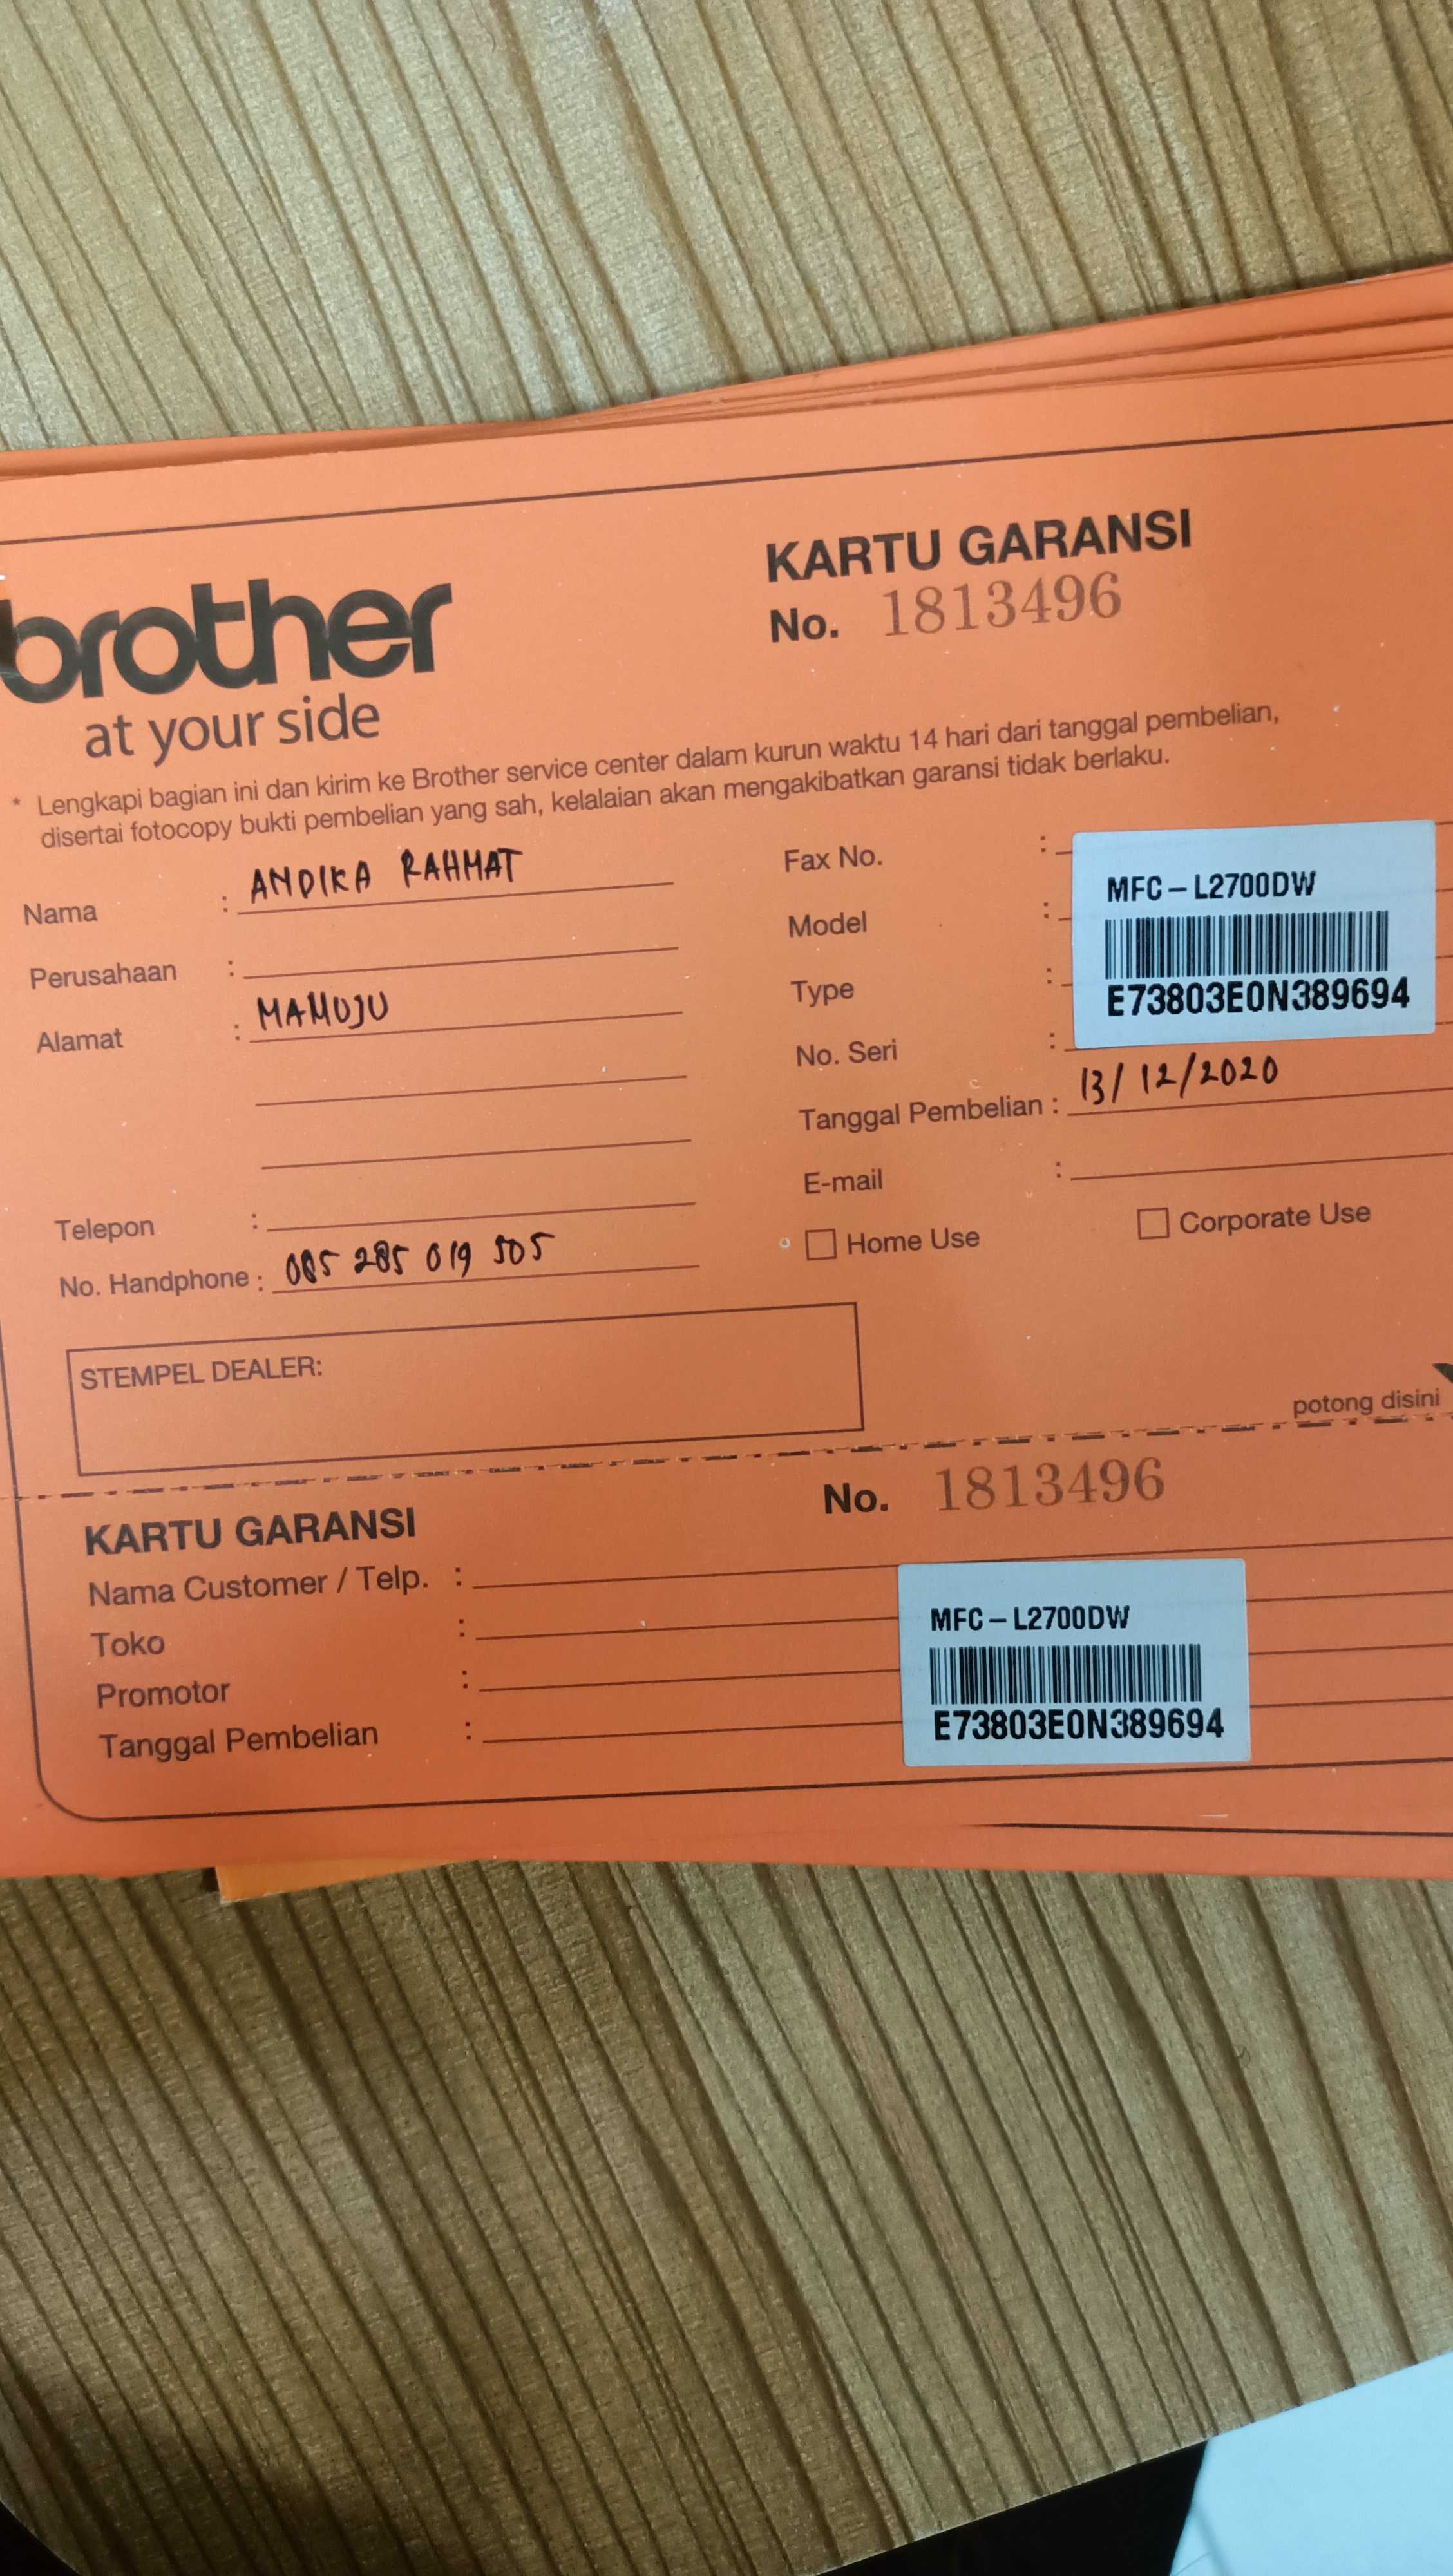 brother
at your side
KARTU GARANSI
No. 1813496
* Lengkapi bagian ini dan kirim ke Brother service center dalam kurun waktu 14 hari dari tanggal pembelian,
disertai fotocopy bukti pembelian yang sah, kelalaian akan mengakibatkan garansi tidak berlaku.
Nama : ANDIKA RAHMAT
Perusahaan :
Alamat : MAMUJU
Telepon :
No. Handphone : 085 285 019 505
Fax No. :
Model :
Type :
No. Seri :
MFC-L2700DW
E73803E0N389694
Tanggal Pembelian : 13/12/2020
E-mail :
Home Use
Corporate Use
STEMPEL DEALER:
potong disini
KARTU GARANSI
No. 1813496
Nama Customer / Telp. :
Toko :
Promotor :
Tanggal Pembelian :
MFC-L2700DW
E73803E0N389694